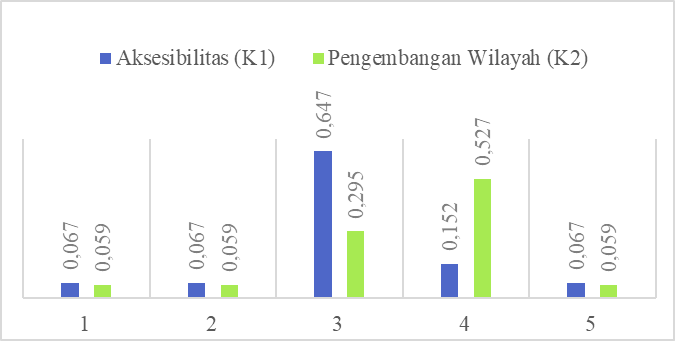 Aksesibilitas (K1) Pengembangan Wilayah (K2)
0,067 0,059 0,067 0,059 0,647 0,295 0,152 0,527 0,067 0,059
1 2 3 4 5